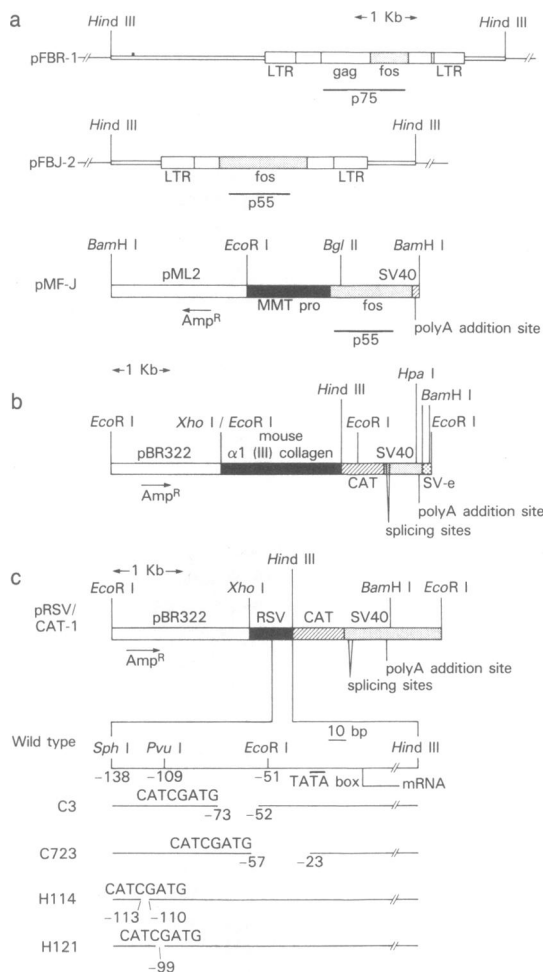 a
←1 Kb→
Hind III Hind III
pFBR-1
LTR gag fos LTR
p75
Hind III Hind III
pFBJ-2
LTR fos LTR
p55
BamH I EcoR I Bgl II BamH I
pML2 SV40
pMF-J
MMT pro fos
AmpR
polyA addition site
p55
←1 Kb→
Hpa I
b
Hind III BamH I
EcoR I Xho I / EcoR I EcoR I EcoR I
mouse
pBR322 α1 (III) collagen SV40
CAT SV-e
AmpR
polyA addition site
splicing sites
c
Hind III
←1 Kb→
EcoR I Xho I BamH I EcoR I
pRSV/
CAT-1
pBR322 RSV CAT SV40
AmpR
polyA addition site
splicing sites
10 bp
Wild type
Sph I Pvu I EcoR I Hind III
-138 -109 -51 TATA box mRNA
CATCGATG
C3
-73 -52
CATCGATG
C723
-57 -23
CATCGATG
H114
-113 -110
CATCGATG
H121
-99